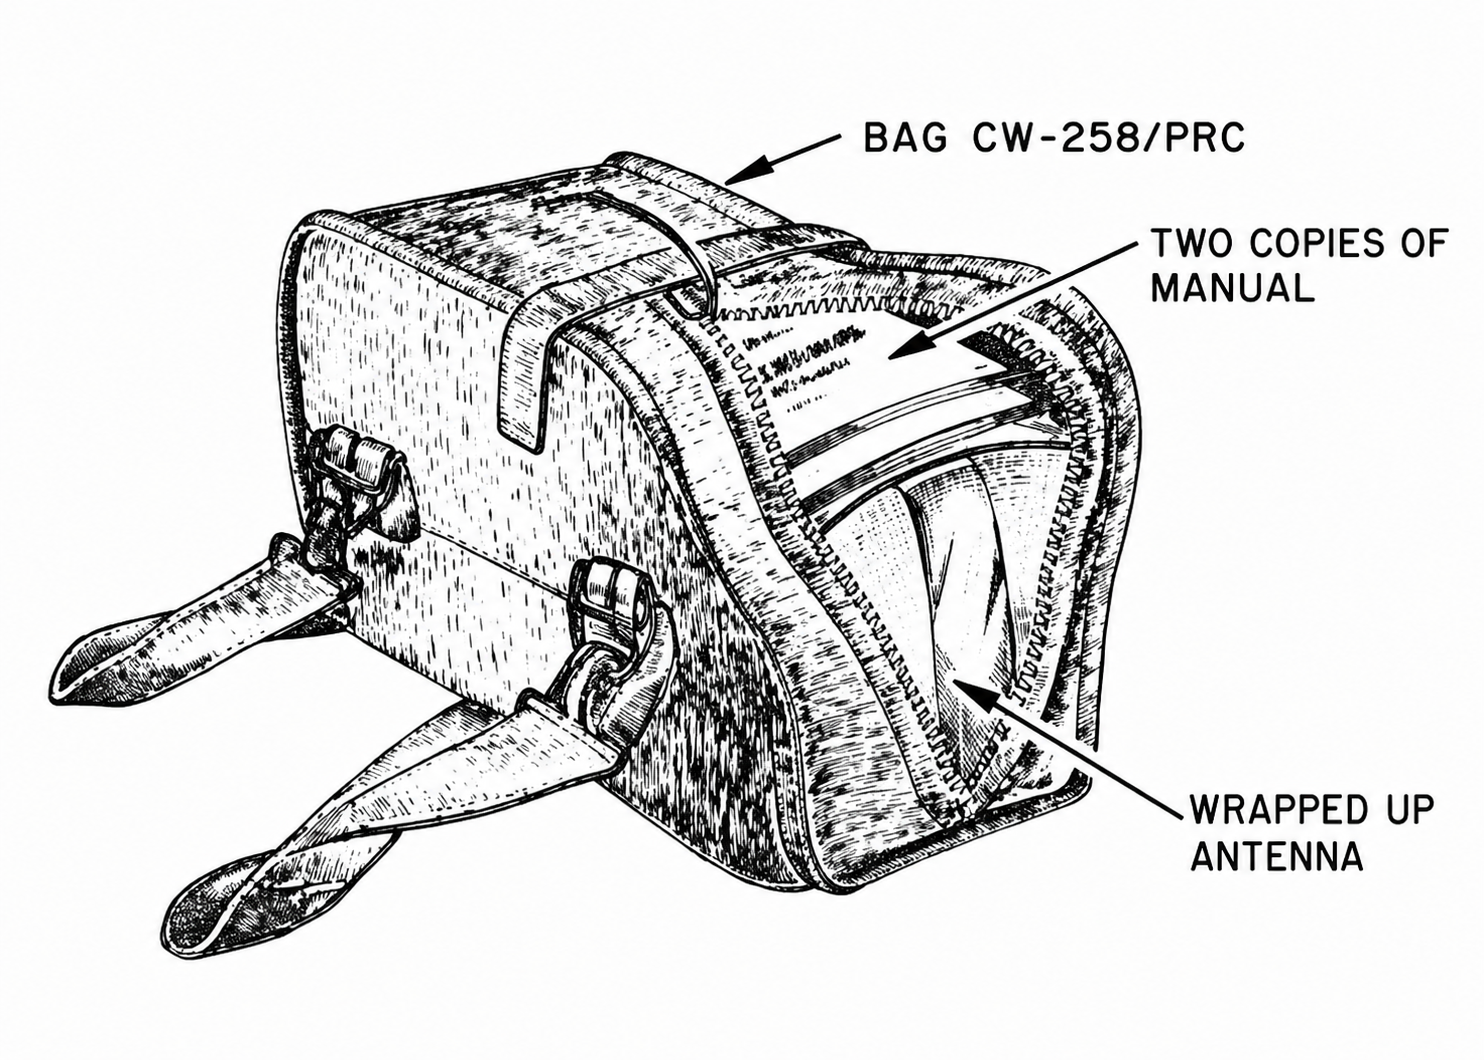 BAG CW-258/PRC
TWO COPIES OF
MANUAL
WRAPPED UP
ANTENNA